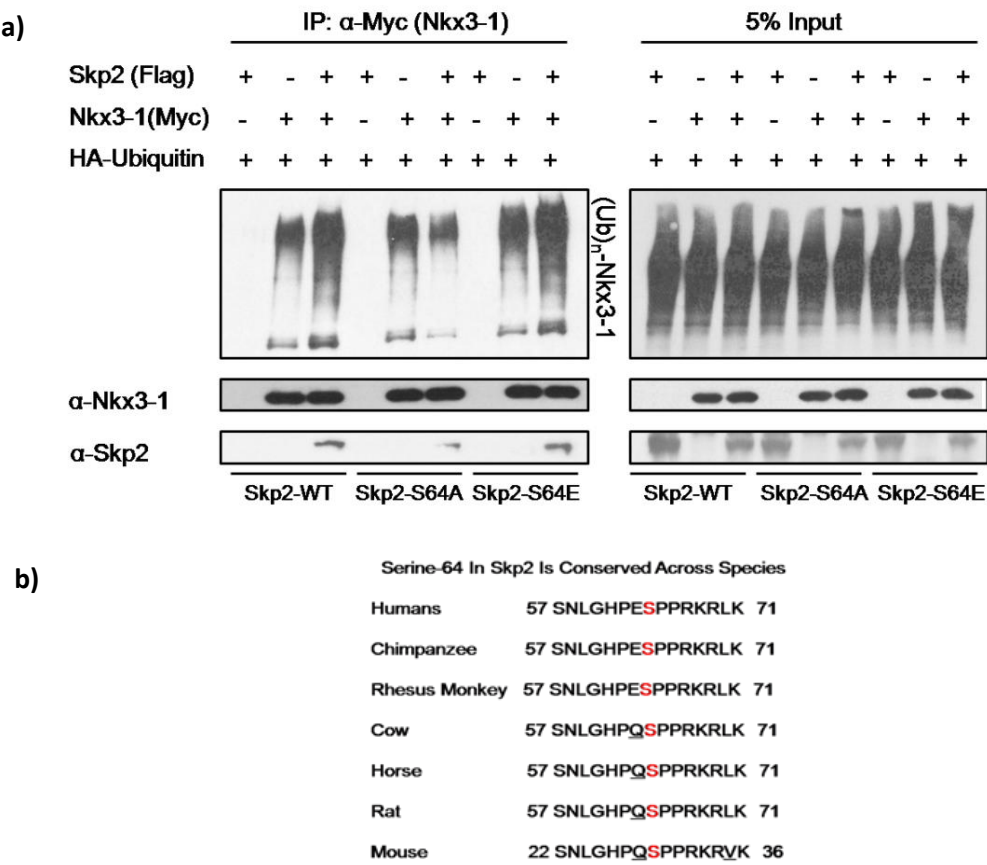 a)
IP: α-Myc (Nkx3-1) 5% Input
Skp2 (Flag) + - + + - + + - + + - + + - + + - +
Nkx3-1(Myc) - + + - + + - + + - + + - + + - + +
HA-Ubiquitin + + + + + + + + + + + + + + + + + +
(Ub)n-Nkx3-1
α-Nkx3-1
α-Skp2
Skp2-WT Skp2-S64A Skp2-S64E Skp2-WT Skp2-S64A Skp2-S64E
b)
Serine-64 In Skp2 Is Conserved Across Species
Humans 57 SNLGHPESPPRKRLK 71
Chimpanzee 57 SNLGHPESPPRKRLK 71
Rhesus Monkey 57 SNLGHPESPPRKRLK 71
Cow 57 SNLGHPQSPPRKRLK 71
Horse 57 SNLGHPQSPPRKRLK 71
Rat 57 SNLGHPQSPPRKRLK 71
Mouse 22 SNLGHPQSPPRKRVK 36